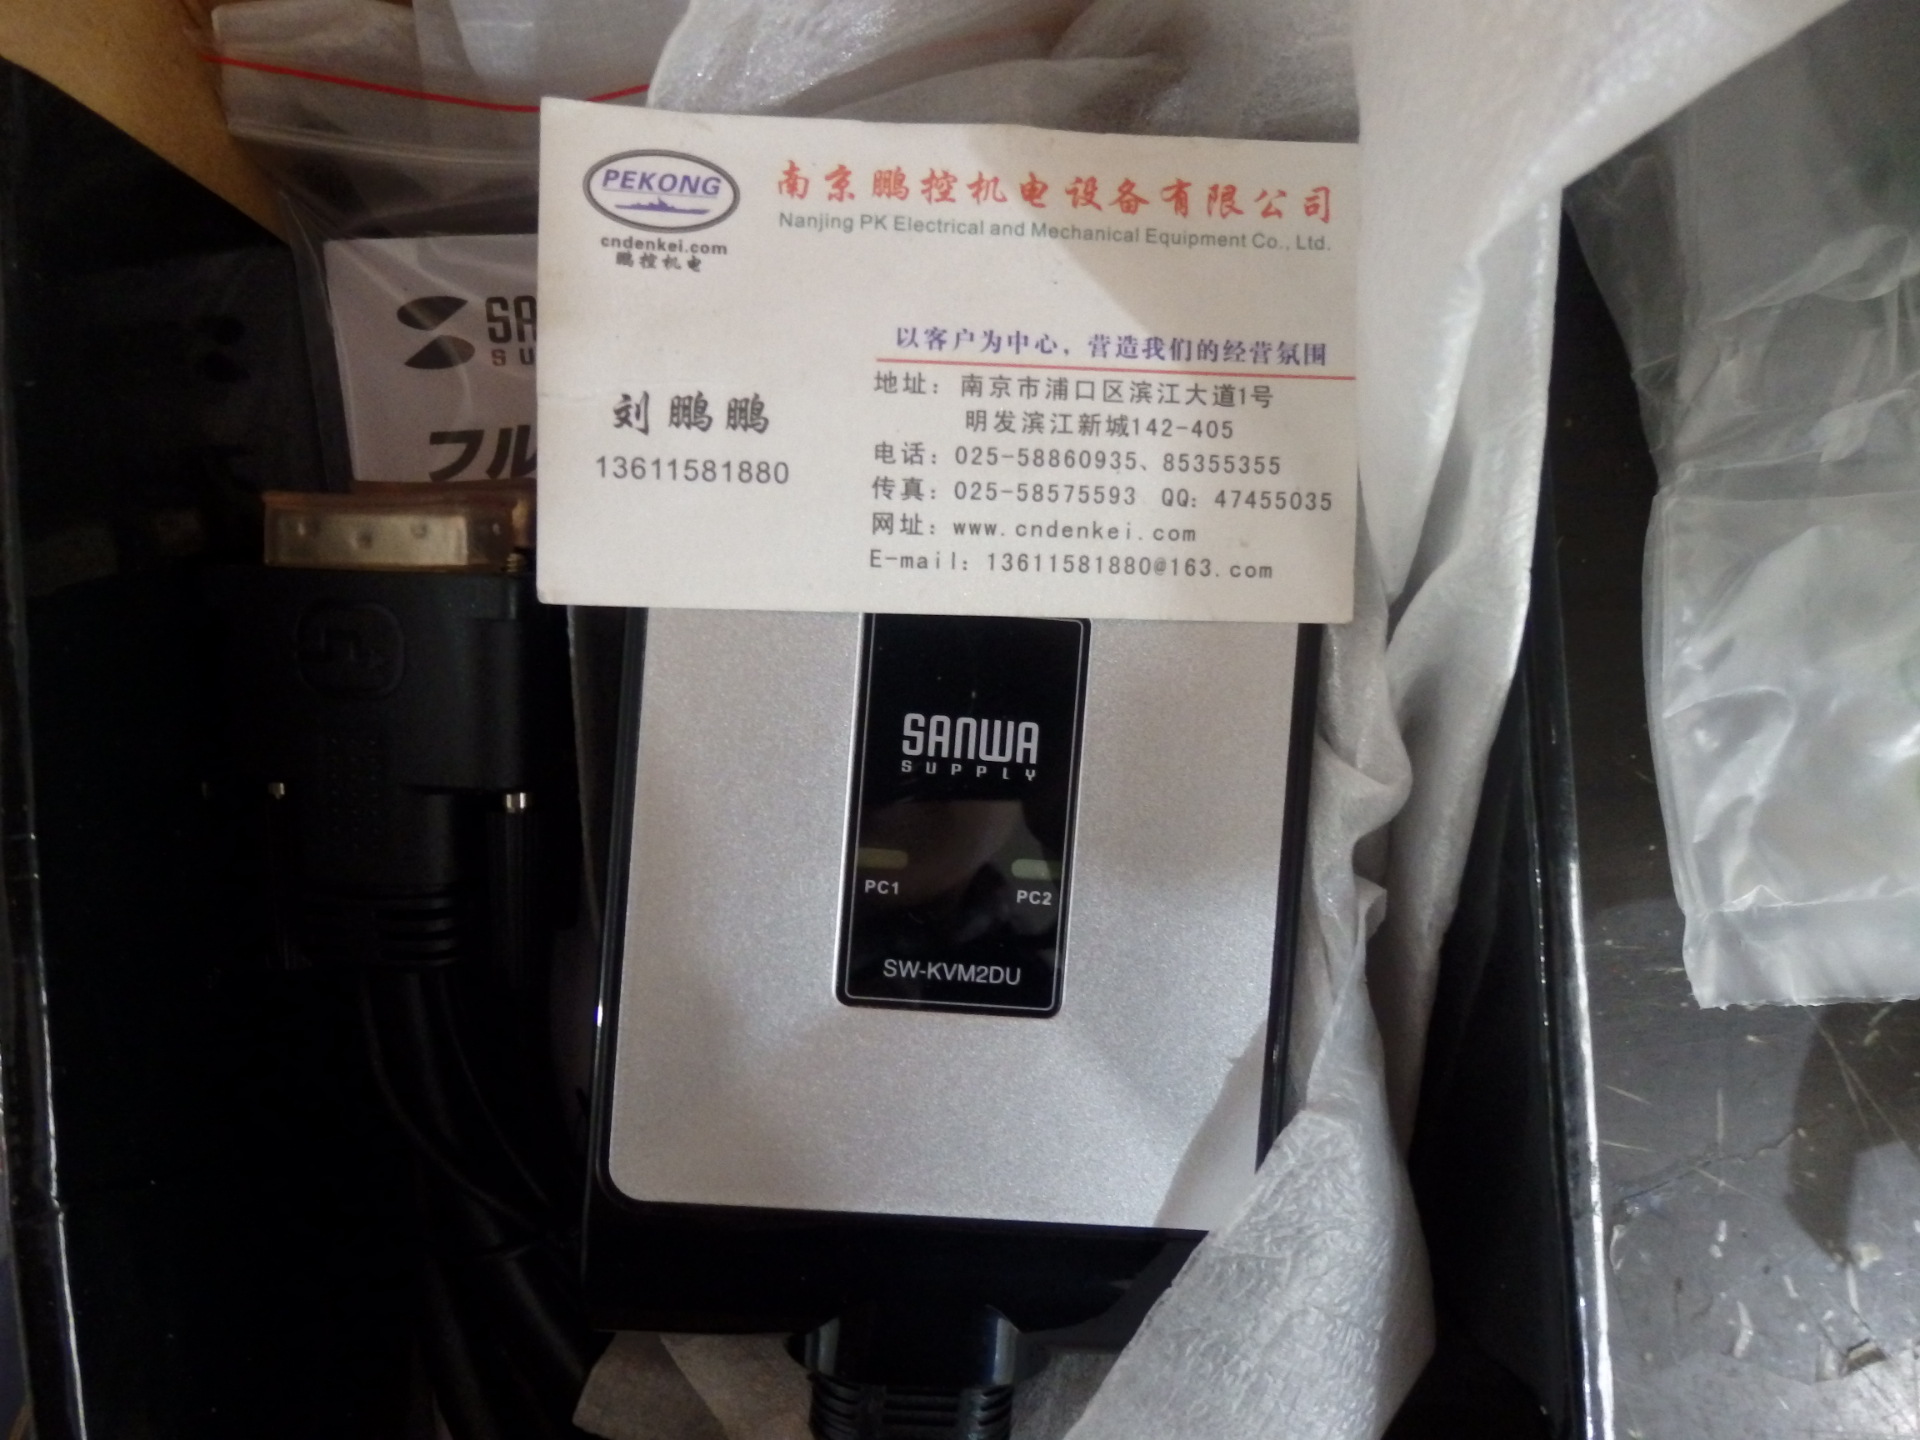 PEKONG
cndenkei.com
鹏控机电
南京鹏控机电设备有限公司
Nanjing PK Electrical and Mechanical Equipment Co., Ltd.
以客户为中心，营造我们的经营氛围
刘鹏鹏
13611581880
地址：南京市浦口区滨江大道1号
明发滨江新城142-405
电话：025-58860935、85355355
传真：025-58575593 QQ：47455035
网址：www.cndenkei.com
E-mail：13611581880@163.com
SA
SU
フル
SANWA
SUPPLY
PC1
PC2
SW-KVM2DU